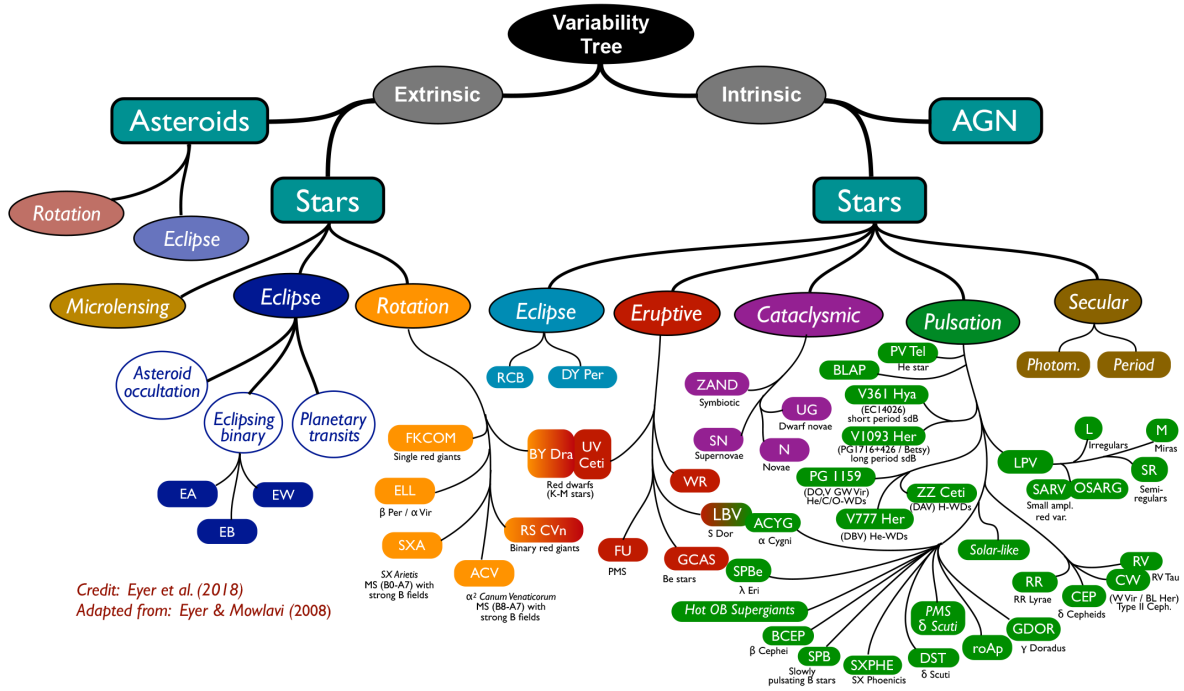 Variability
Tree
Extrinsic
Intrinsic
Asteroids
AGN
Stars
Stars
Rotation
Eclipse
Microlensing
Eclipse
Rotation
Eclipse
Eruptive
Cataclysmic
Pulsation
Secular
Asteroid
occultation
Eclipsing
binary
Planetary
transits
EA
EB
EW
RCB
DY Per
Photom.
Period
FKCOM
Single red giants
ELL
β Per / α Vir
SXA
SX Arietis
MS (B0-A7) with
strong B fields
ACV
α² Canum Venaticorum
MS (B8-A7) with
strong B fields
BY Dra
UV
Ceti
Red dwarfs
(K-M stars)
RS CVn
Binary red giants
WR
LBV
S Dor
FU
PMS
GCAS
Be stars
ZAND
Symbiotic
UG
Dwarf novae
SN
Supernovae
N
Novae
PV Tel
He star
BLAP
V361 Hya
(EC14026)
short period sdB
V1093 Her
(PG1716+426 / Betsy)
long period sdB
PG 1159
(DO,V GW Vir)
He/C/O-WDs
ZZ Ceti
(DAV) H-WDs
V777 Her
(DBV) He-WDs
Solar-like
LPV
L
Irregulars
M
Miras
SR
Semi-
regulars
SARV
Small ampl.
red var.
OSARG
ACYG
α Cygni
SPBe
λ Eri
Hot OB Supergiants
BCEP
β Cephei
SPB
Slowly
pulsating B stars
SXPHE
SX Phoenicis
PMS
δ Scuti
DST
δ Scuti
roAp
GDOR
γ Doradus
RR
RR Lyrae
CEP
δ Cepheids
RV
RV Tau
CW
(W Vir / BL Her)
Type II Ceph.
Credit: Eyer et al. (2018)
Adapted from: Eyer & Mowlavi (2008)